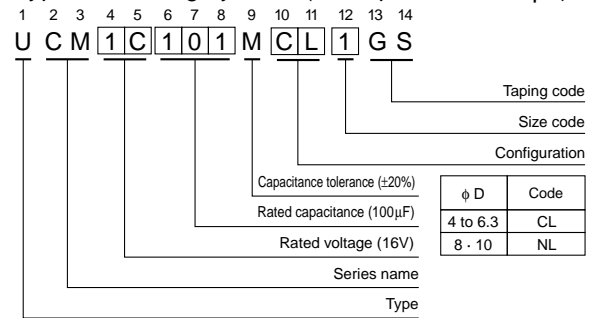 1 2 3 4 5 6 7 8 9 10 11 12 13 14
U C M 1 C 1 0 1 M C L 1 G S
Taping code
Size code
Configuration
Capacitance tolerance (±20%)
Rated capacitance (100μF)
Rated voltage (16V)
Series name
Type
ϕ D Code
4 to 6.3 CL
8 · 10 NL